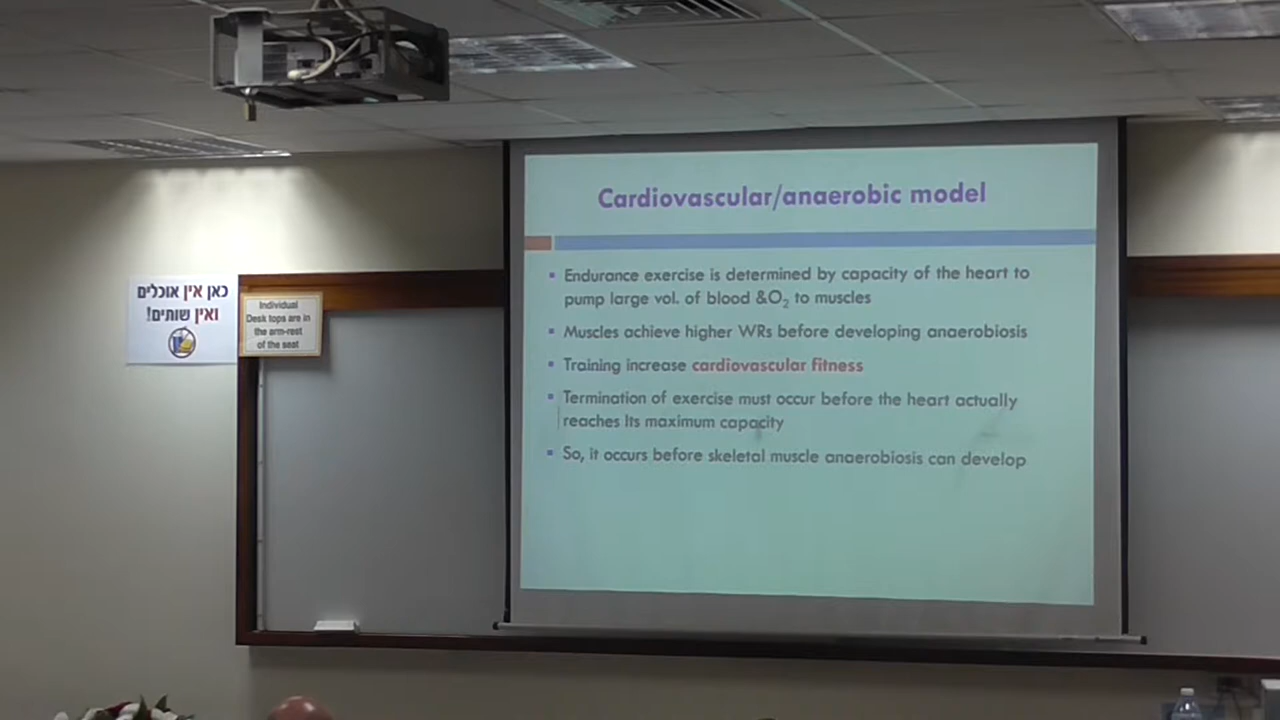 כאן אין אוכלים
ואין שותים!
Individual
Desk tops are in
the arm-rest
of the seat
Cardiovascular/anaerobic model
▪ Endurance exercise is determined by capacity of the heart to
pump large vol. of blood &O₂ to muscles
▪ Muscles achieve higher WRs before developing anaerobiosis
▪ Training increase cardiovascular fitness
▪ Termination of exercise must occur before the heart actually
reaches Its maximum capacity
▪ So, it occurs before skeletal muscle anaerobiosis can develop